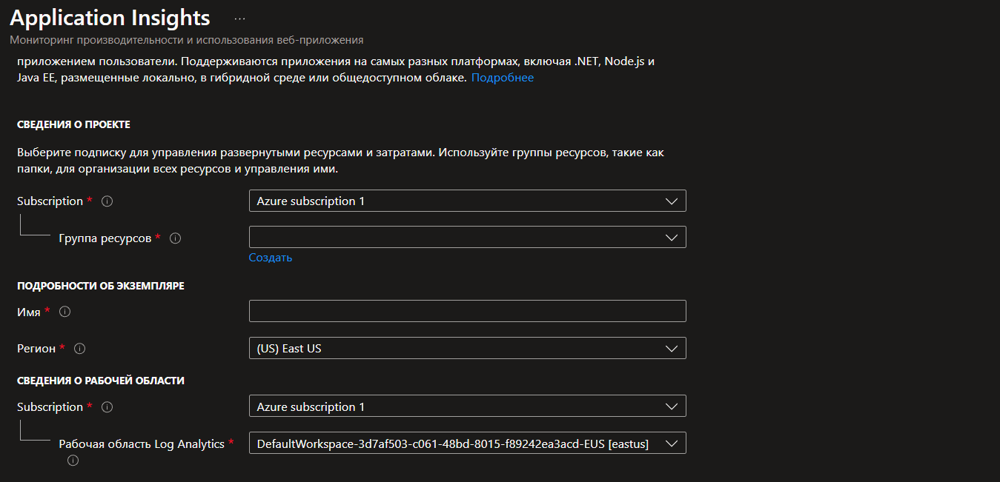 Application Insights ...
Мониторинг производительности и использования веб-приложения
приложением пользователи. Поддерживаются приложения на самых разных платформах, включая .NET, Node.js и
Java EE, размещенные локально, в гибридной среде или общедоступном облаке. Подробнее
СВЕДЕНИЯ О ПРОЕКТЕ
Выберите подписку для управления развернутыми ресурсами и затратами. Используйте группы ресурсов, такие как
папки, для организации всех ресурсов и управления ими.
Subscription * Azure subscription 1
Группа ресурсов *
Создать
ПОДРОБНОСТИ ОБ ЭКЗЕМПЛЯРЕ
Имя *
Регион * (US) East US
СВЕДЕНИЯ О РАБОЧЕЙ ОБЛАСТИ
Subscription * Azure subscription 1
Рабочая область Log Analytics * DefaultWorkspace-3d7af503-c061-48bd-8015-f89242ea3acd-EUS [eastus]